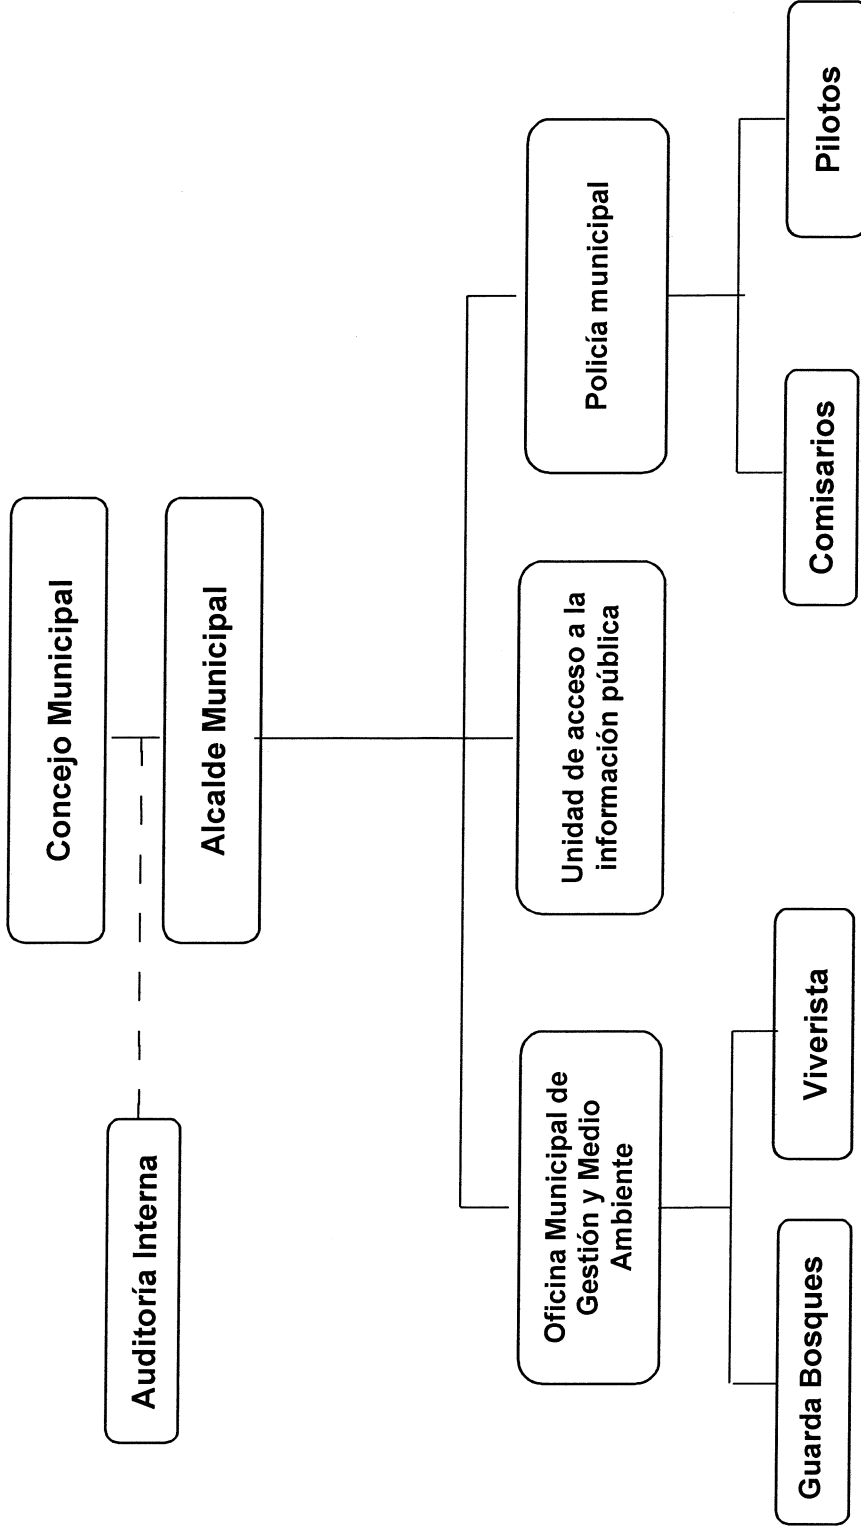 Concejo Municipal
Auditoría Interna
Alcalde Municipal
Oficina Municipal de
Gestión y Medio
Ambiente
Unidad de acceso a la
información pública
Policía municipal
Guarda Bosques
Viverista
Comisarios
Pilotos